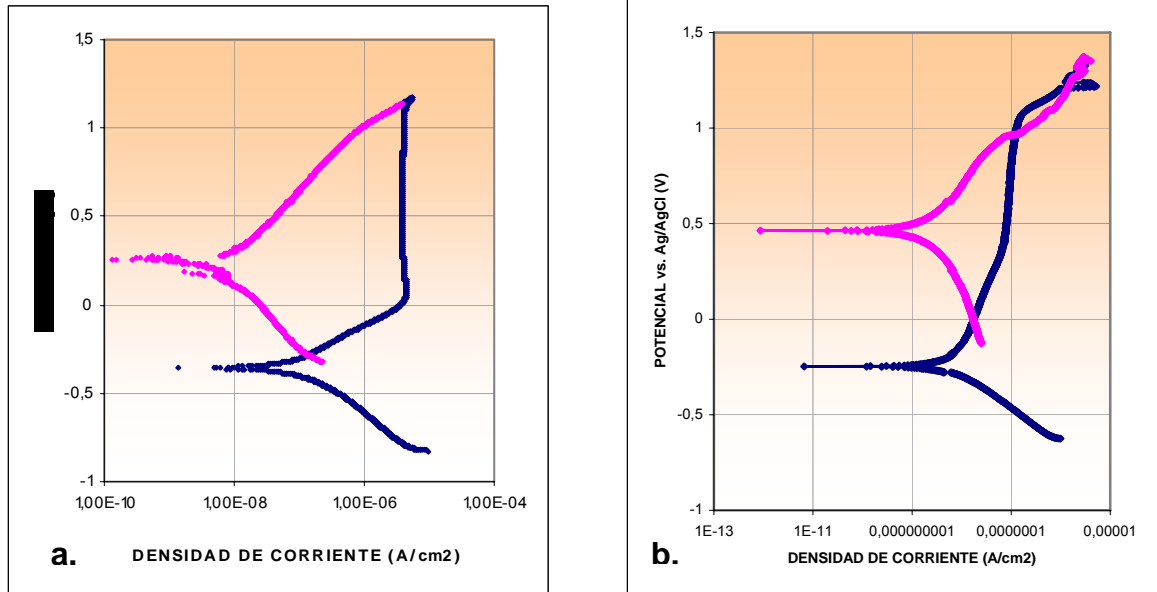 1,5
1
0,5
0
-0,5
-1
1,00E-10 1,00E-08 1,00E-06 1,00E-04
a. DENSIDAD DE CORRIENTE (A/cm2)
POTENCIAL vs. Ag/AgCl (V)
1,5
1
0,5
0
-0,5
-1
1E-13 1E-11 0,000000001 0,0000001 0,00001
b. DENSIDAD DE CORRIENTE (A/cm2)